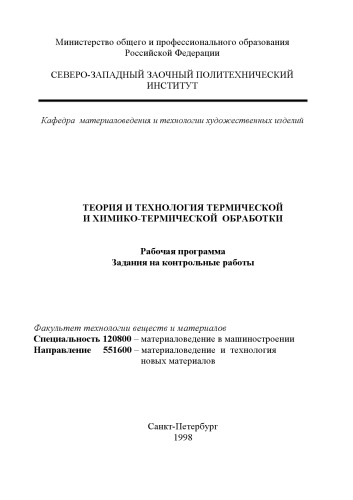 Министерство общего и профессионального образования
Российской Федерации
СЕВЕРО-ЗАПАДНЫЙ ЗАОЧНЫЙ ПОЛИТЕХНИЧЕСКИЙ
ИНСТИТУТ
Кафедра материаловедения и технологии художественных изделий
ТЕОРИЯ И ТЕХНОЛОГИЯ ТЕРМИЧЕСКОЙ
И ХИМИКО-ТЕРМИЧЕСКОЙ ОБРАБОТКИ
Рабочая программа
Задания на контрольные работы
Факультет технологии веществ и материалов
Специальность 120800 – материаловедение в машиностроении
Направление 551600 – материаловедение и технология
новых материалов
Санкт-Петербург
1998